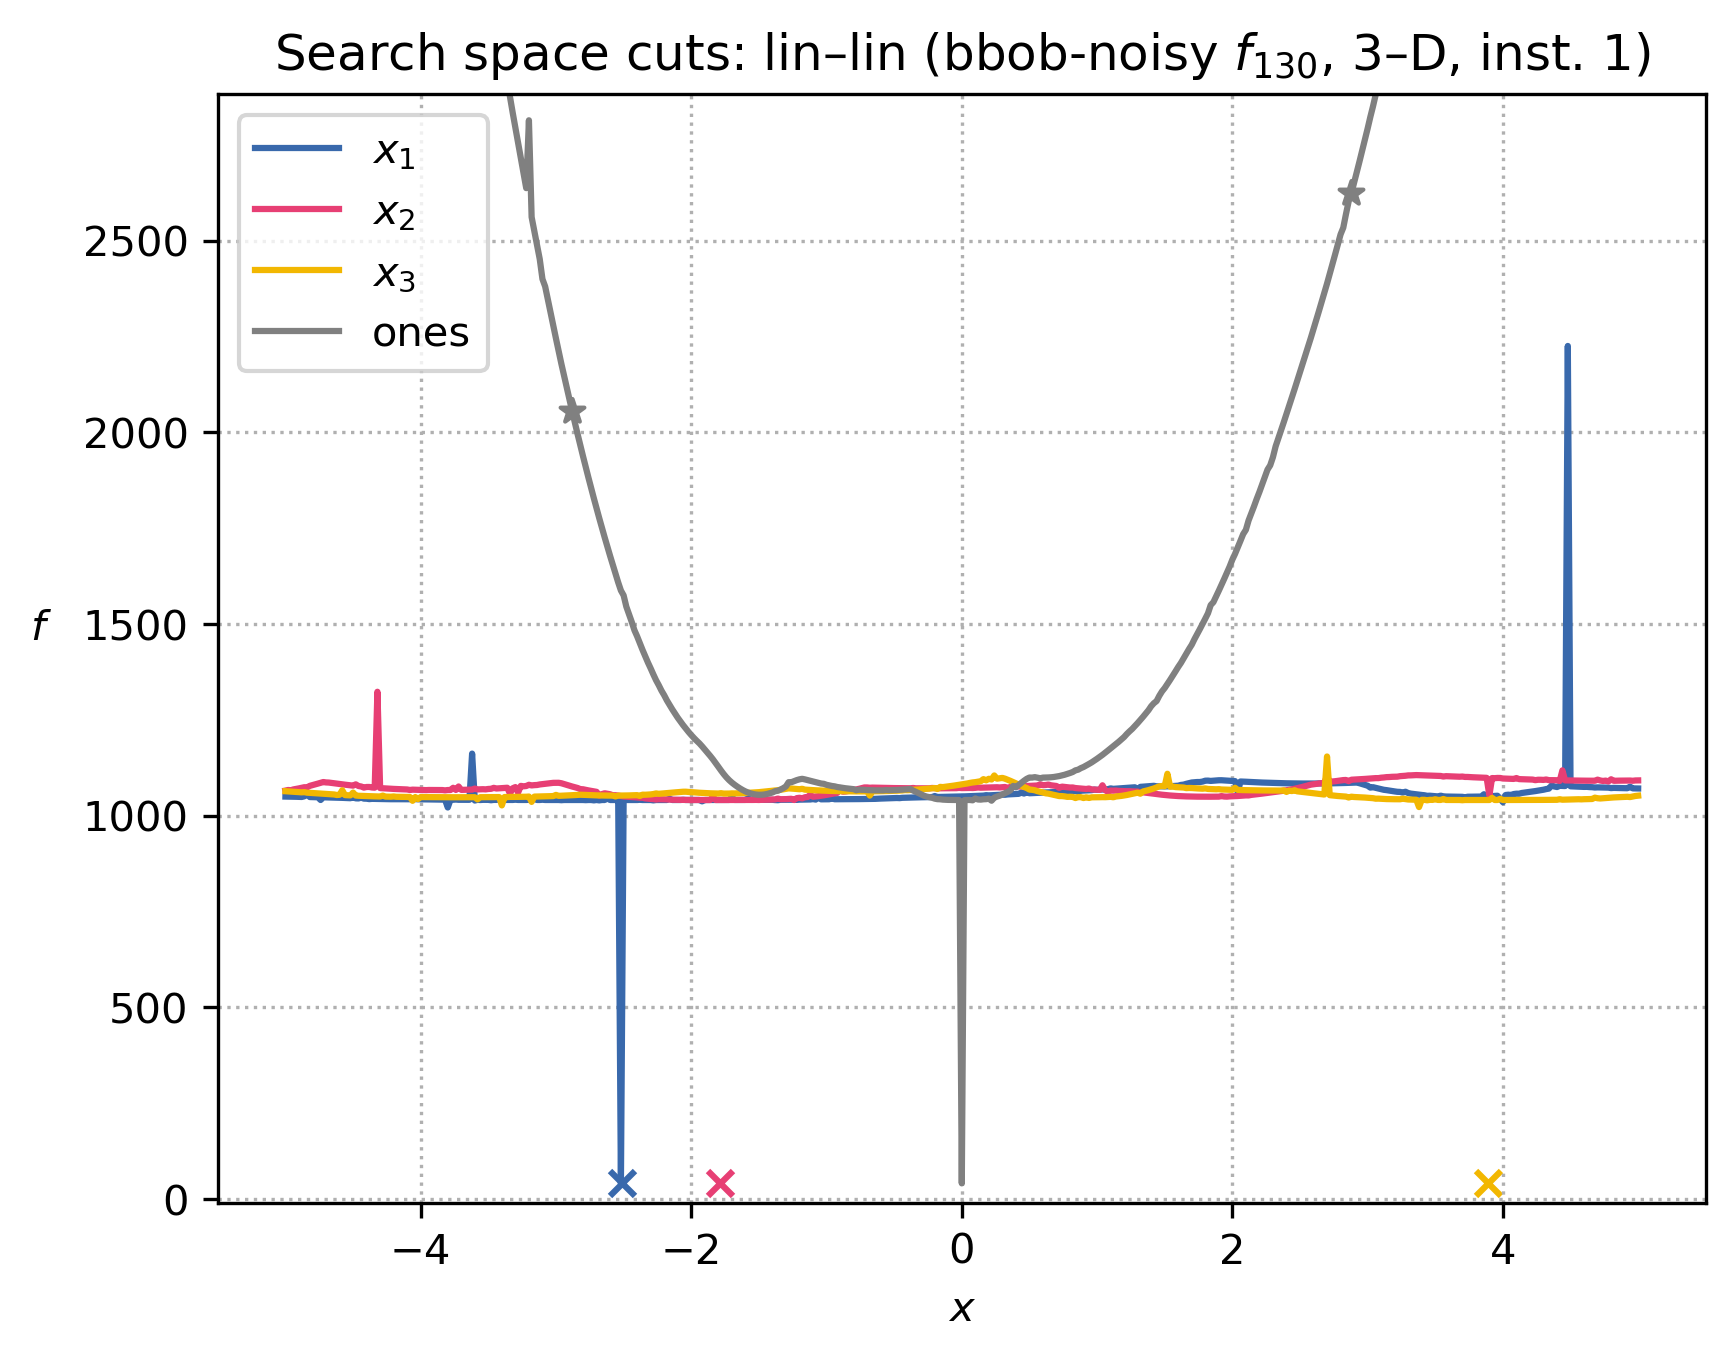 Search space cuts: lin–lin (bbob-noisy f₁₃₀, 3–D, inst. 1)
x₁
x₂
x₃
ones
2500
2000
1500
1000
500
0
f
−4 −2 0 2 4
x